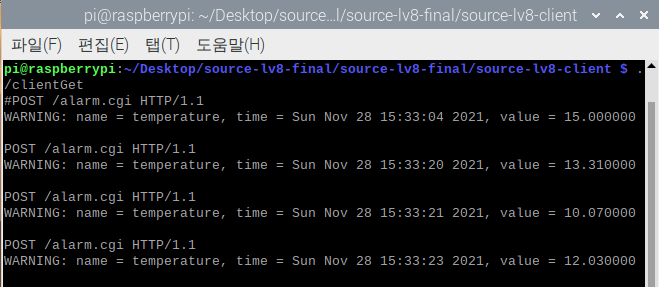 pi@raspberrypi: ~/Desktop/source...l/source-lv8-final/source-lv8-client
파일(F) 편집(E) 탭(T) 도움말(H)
pi@raspberrypi:~/Desktop/source-lv8-final/source-lv8-final/source-lv8-client $ .
/clientGet
#POST /alarm.cgi HTTP/1.1
WARNING: name = temperature, time = Sun Nov 28 15:33:04 2021, value = 15.000000
POST /alarm.cgi HTTP/1.1
WARNING: name = temperature, time = Sun Nov 28 15:33:20 2021, value = 13.310000
POST /alarm.cgi HTTP/1.1
WARNING: name = temperature, time = Sun Nov 28 15:33:21 2021, value = 10.070000
POST /alarm.cgi HTTP/1.1
WARNING: name = temperature, time = Sun Nov 28 15:33:23 2021, value = 12.030000